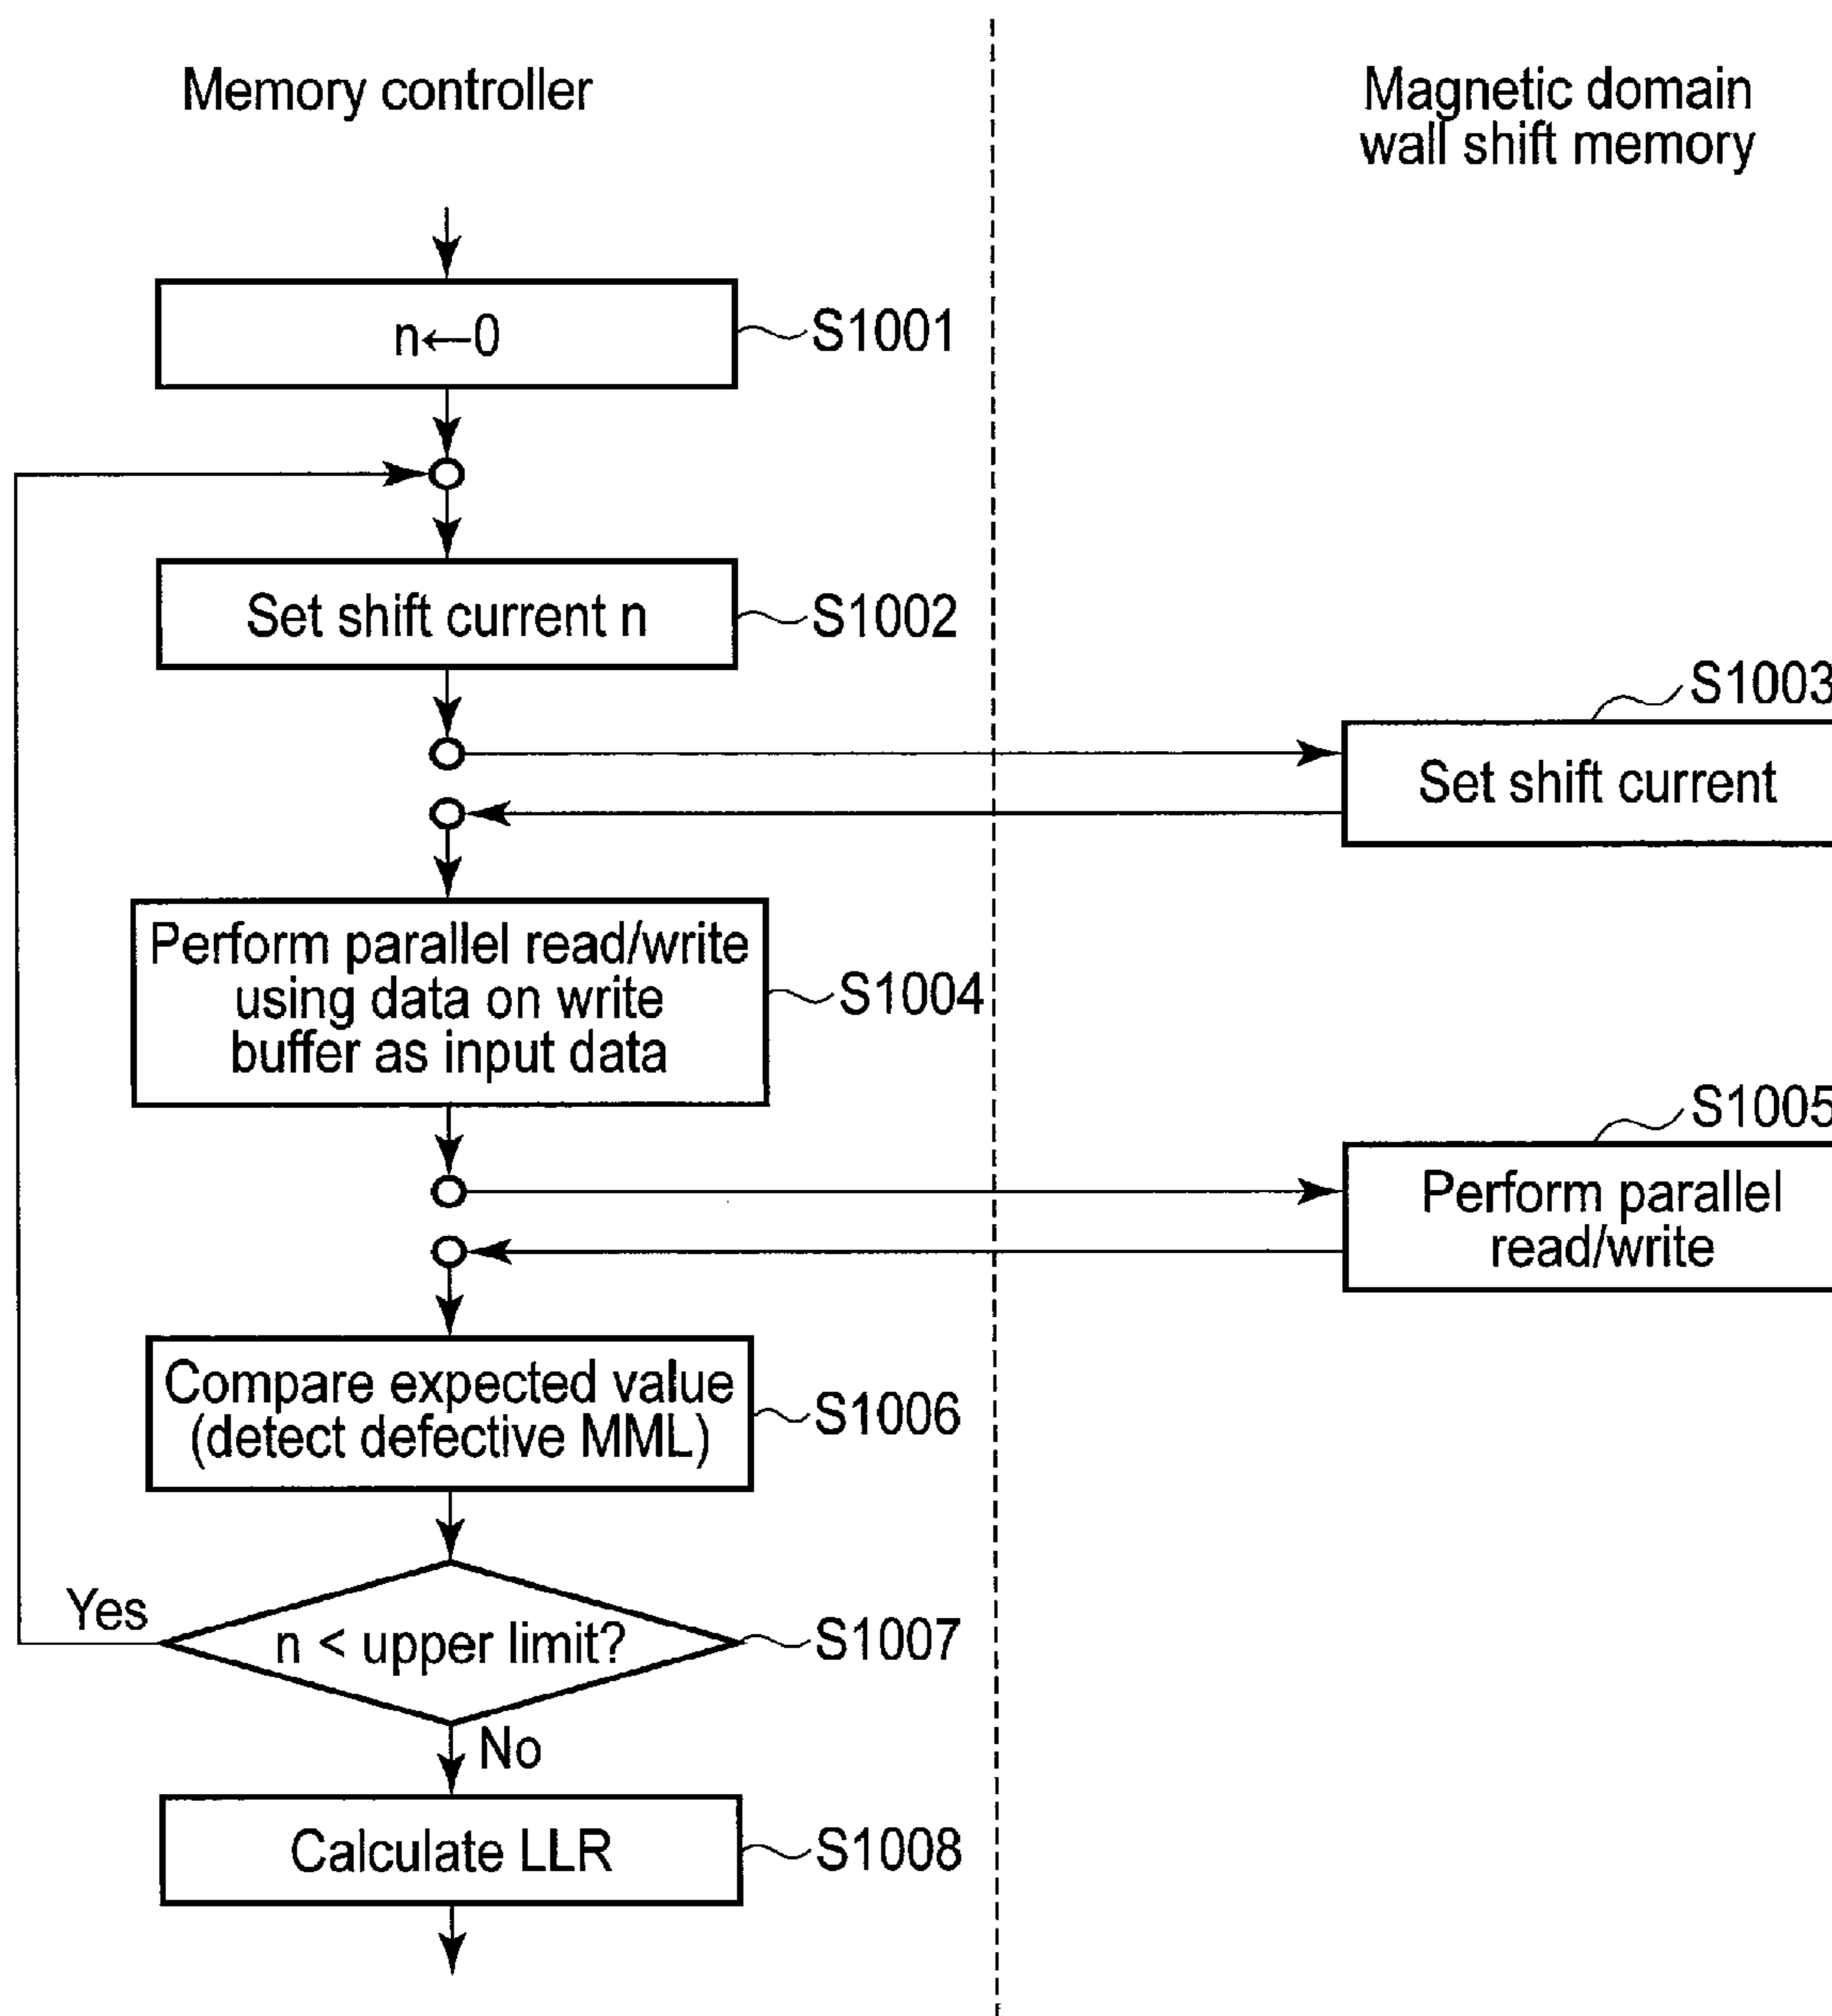 Memory controller
Magnetic domain
wall shift memory
n←0
S1001
Set shift current n
S1002
S1003
Set shift current
Perform parallel read/write
using data on write
buffer as input data
S1004
S1005
Perform parallel
read/write
Compare expected value
(detect defective MML)
S1006
Yes
n < upper limit?
S1007
No
Calculate LLR
S1008